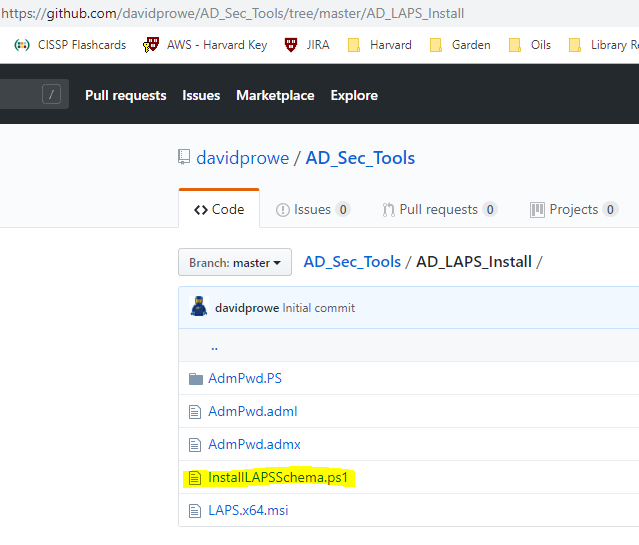 https://github.com/davidprowe/AD_Sec_Tools/tree/master/AD_LAPS_Install
CISSP Flashcards AWS - Harvard Key JIRA Harvard Garden Oils Library Re
/ Pull requests Issues Marketplace Explore
davidprowe / AD_Sec_Tools
Code Issues 0 Pull requests 0 Projects 0
Branch: master AD_Sec_Tools / AD_LAPS_Install /
davidprowe Initial commit
..
AdmPwd.PS
AdmPwd.adml
AdmPwd.admx
InstallLAPSSchema.ps1
LAPS.x64.msi